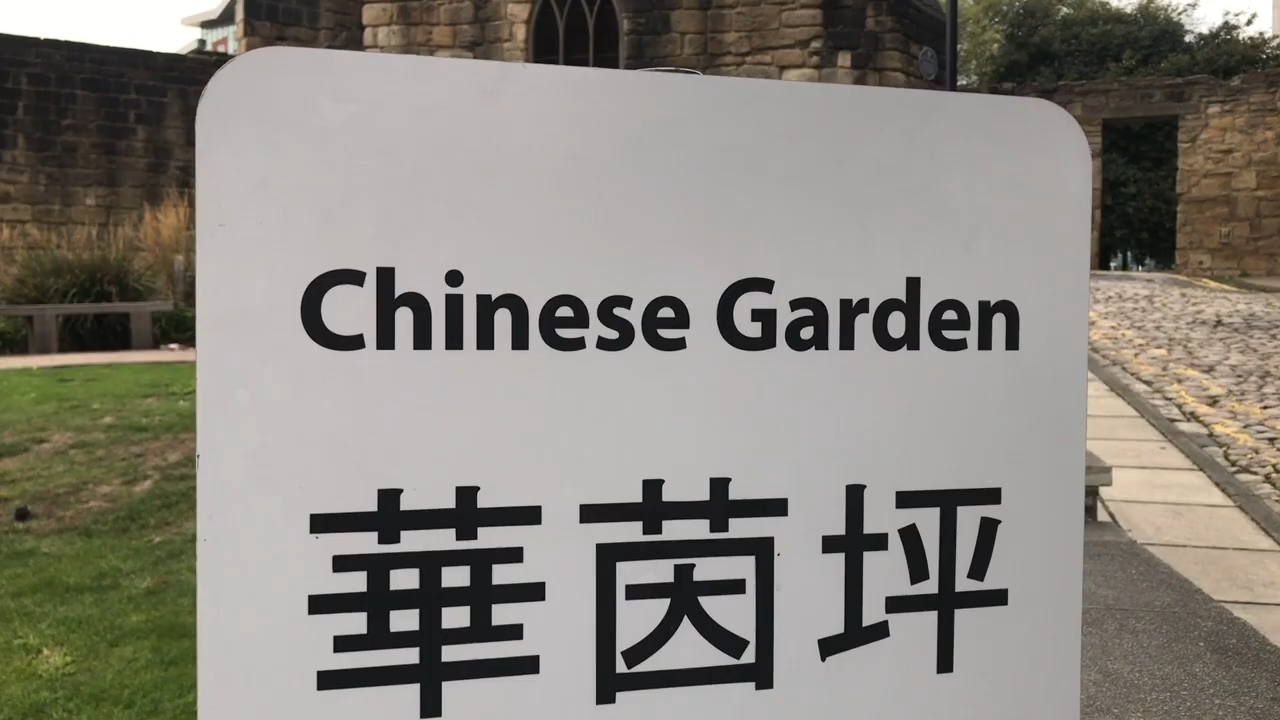 Chinese Garden
華茵坪